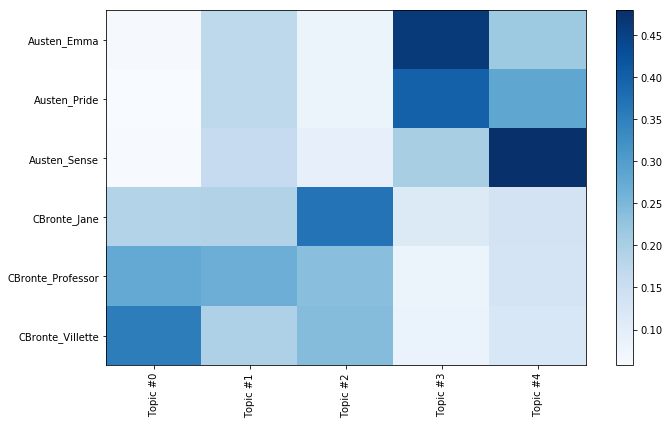 Austen_Emma
Austen_Pride
Austen_Sense
CBronte_Jane
CBronte_Professor
CBronte_Villette
Topic #0
Topic #1
Topic #2
Topic #3
Topic #4
0.45
0.40
0.35
0.30
0.25
0.20
0.15
0.10